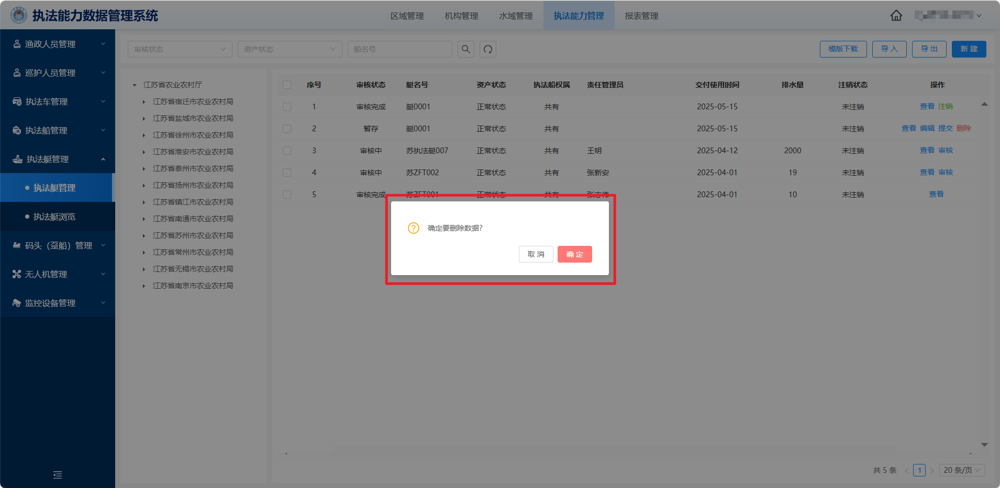 执法能力数据管理系统
区域管理 机构管理 水域管理 执法能力管理 报表管理
渔政人员管理
巡护人员管理
执法车管理
执法船管理
执法艇管理
执法艇管理
执法艇浏览
码头（趸船）管理
无人机管理
监控设备管理
审核状态 资产状态 船名号
模版下载 导 入 导 出 新 建
江苏省农业农村厅
江苏省宿迁市农业农村局
江苏省盐城市农业农村局
江苏省徐州市农业农村局
江苏省淮安市农业农村局
江苏省泰州市农业农村局
江苏省扬州市农业农村局
江苏省镇江市农业农村局
江苏省南通市农业农村局
江苏省苏州市农业农村局
江苏省常州市农业农村局
江苏省无锡市农业农村局
江苏省南京市农业农村局
序号 审核状态 艇名号 资产状态 执法船权属 责任管理员 交付使用时间 排水量 注销状态 操作
1 审核完成 艇0001 正常状态 共有 2025-05-15 未注销 查看 注销
2 暂存 艇0001 正常状态 共有 2025-05-15 未注销 查看 编辑 提交 删除
3 审核中 苏执法艇007 正常状态 共有 王明 2025-04-12 2000 未注销 查看 审核
4 审核中 苏ZFT002 正常状态 共有 张新安 2025-04-01 19 未注销 查看 审核
5 审核完成 苏ZFT001 正常状态 共有 张志伟 2025-04-01 10 未注销 查看
确定要删除数据?
取 消 确 定
共 5 条 1 20 条/页